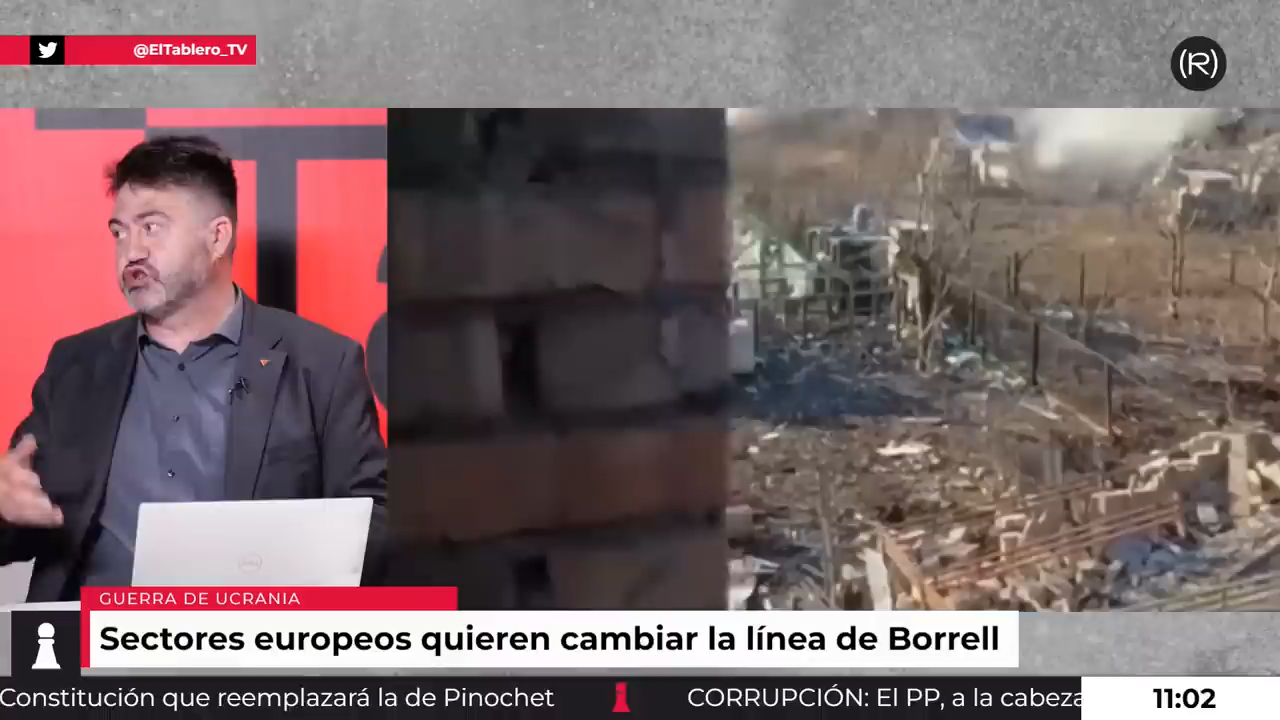 @ElTablero_TV
(R)
GUERRA DE UCRANIA
Sectores europeos quieren cambiar la línea de Borrell
Constitución que reemplazará la de Pinochet
CORRUPCIÓN: El PP, a la cabeza
11:02